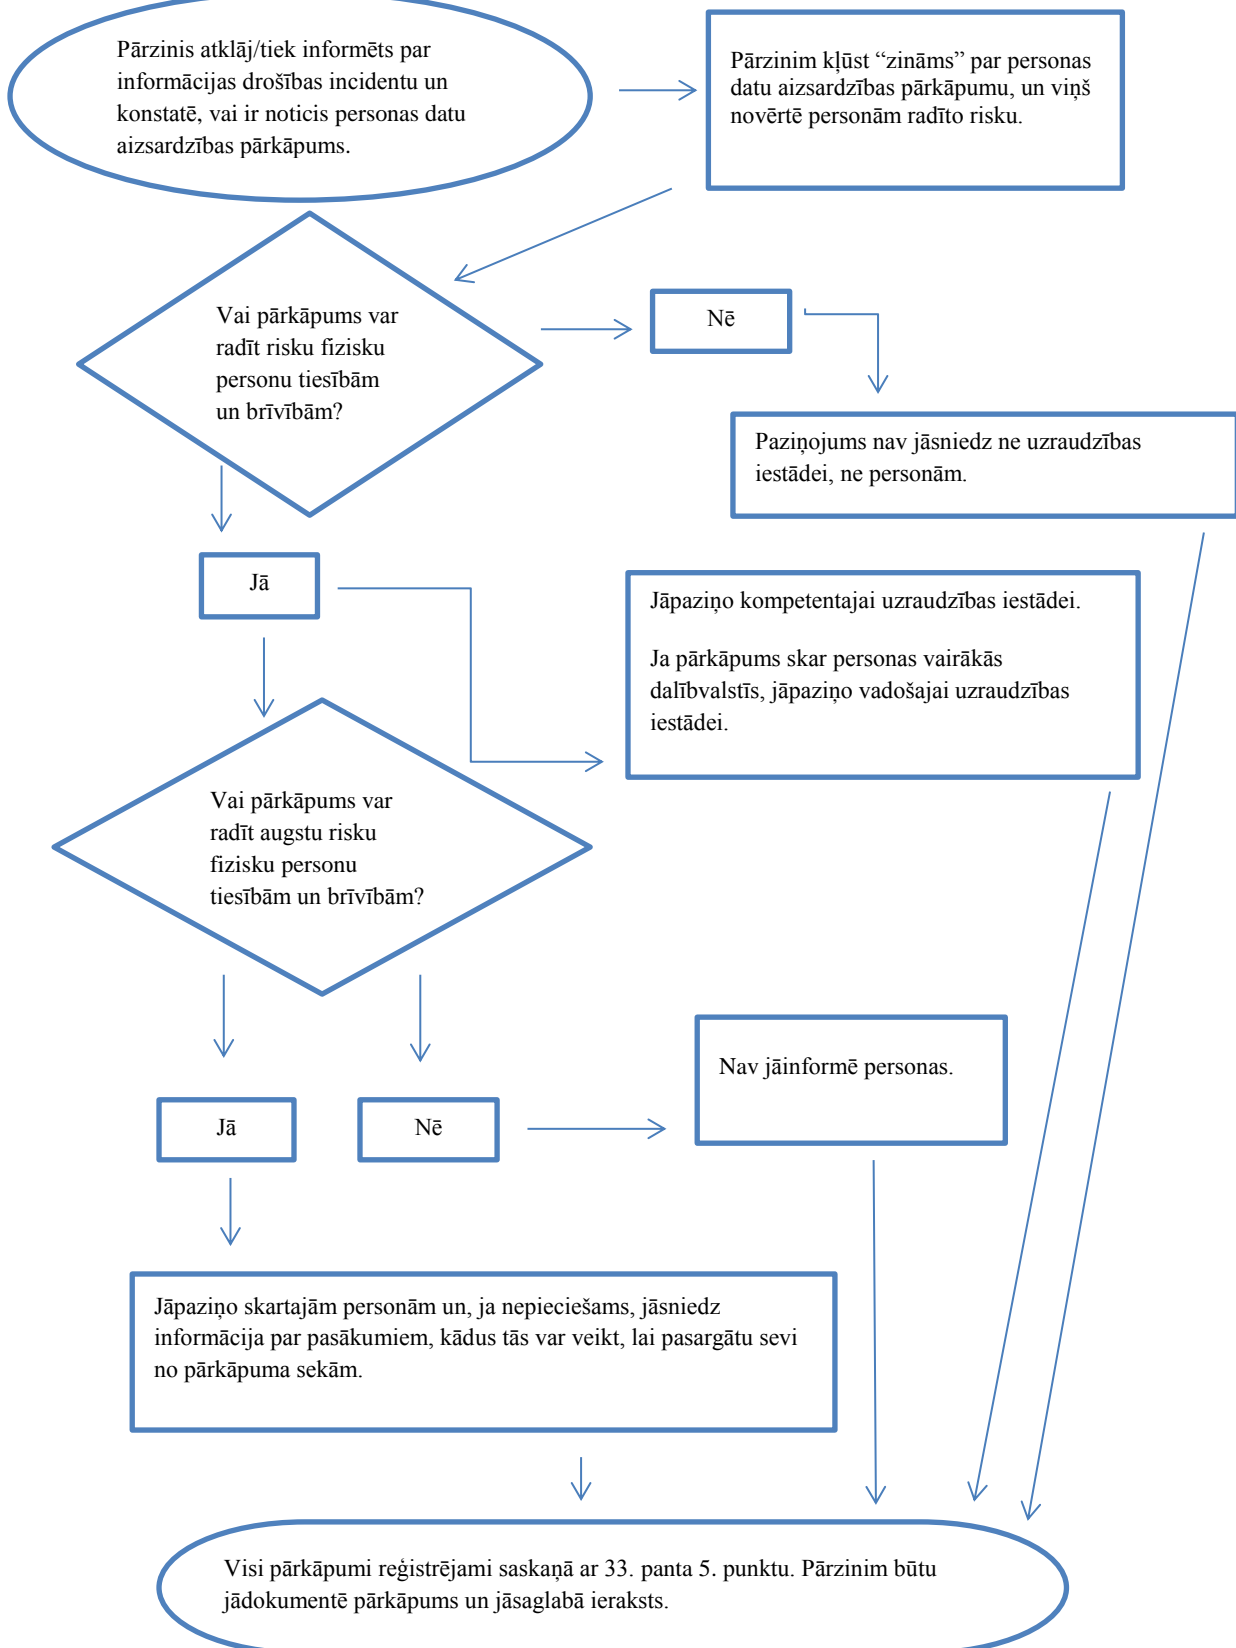 Pārzinis atklāj/tiek informēts par
informācijas drošības incidentu un
konstatē, vai ir noticis personas datu
aizsardzības pārkāpums.
Pārzinim kļūst “zināms” par personas
datu aizsardzības pārkāpumu, un viņš
novērtē personām radīto risku.
Vai pārkāpums var
radīt risku fizisku
personu tiesībām
un brīvībām?
Nē
Paziņojums nav jāsniedz ne uzraudzības
iestādei, ne personām.
Jā
Jāpaziņo kompetentajai uzraudzības iestādei.
Ja pārkāpums skar personas vairākās
dalībvalstīs, jāpaziņo vadošajai uzraudzības
iestādei.
Vai pārkāpums var
radīt augstu risku
fizisku personu
tiesībām un brīvībām?
Nav jāinformē personas.
Jā
Nē
Jāpaziņo skartajām personām un, ja nepieciešams, jāsniedz
informācija par pasākumiem, kādus tās var veikt, lai pasargātu sevi
no pārkāpuma sekām.
Visi pārkāpumi reģistrējami saskaņā ar 33. panta 5. punktu. Pārzinim būtu
jādokumentē pārkāpums un jāsaglabā ieraksts.